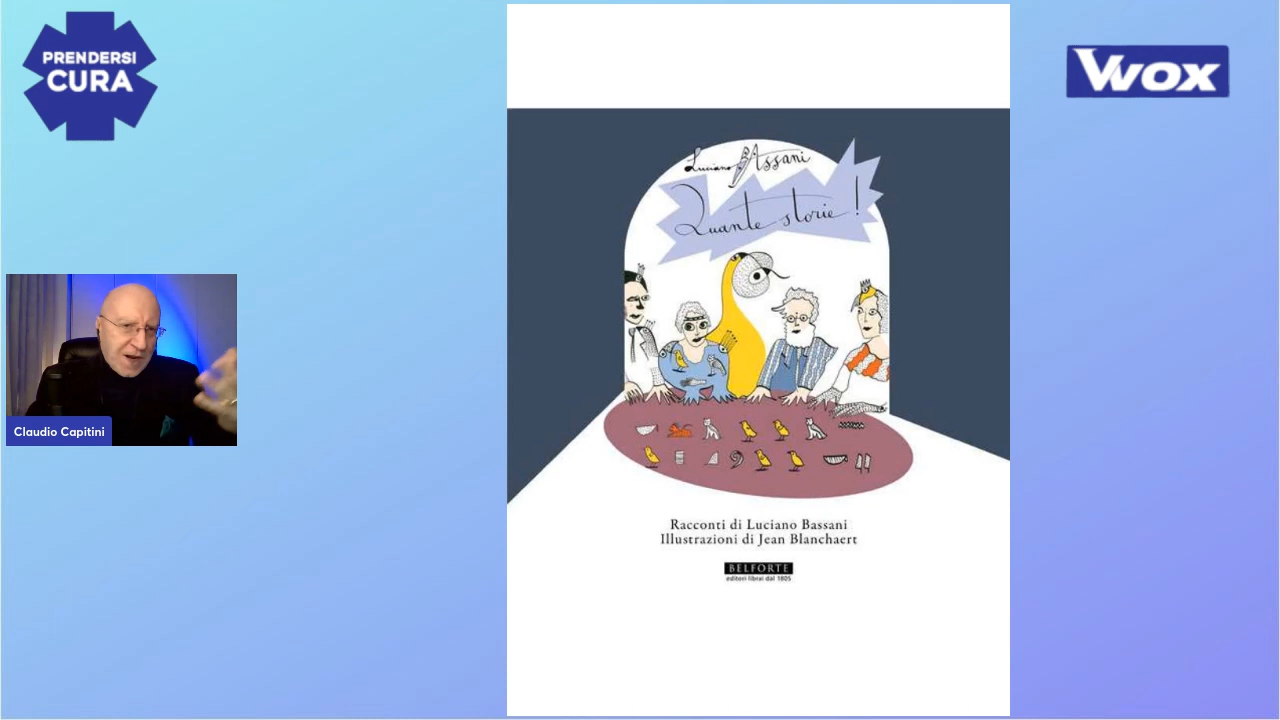 PRENDERSI
CURA
Vvox
Luciano BAssani
Quante storie!
Claudio Capitini
Racconti di Luciano Bassani
Illustrazioni di Jean Blanchaert
BELFORTE
editori librai dal 1805